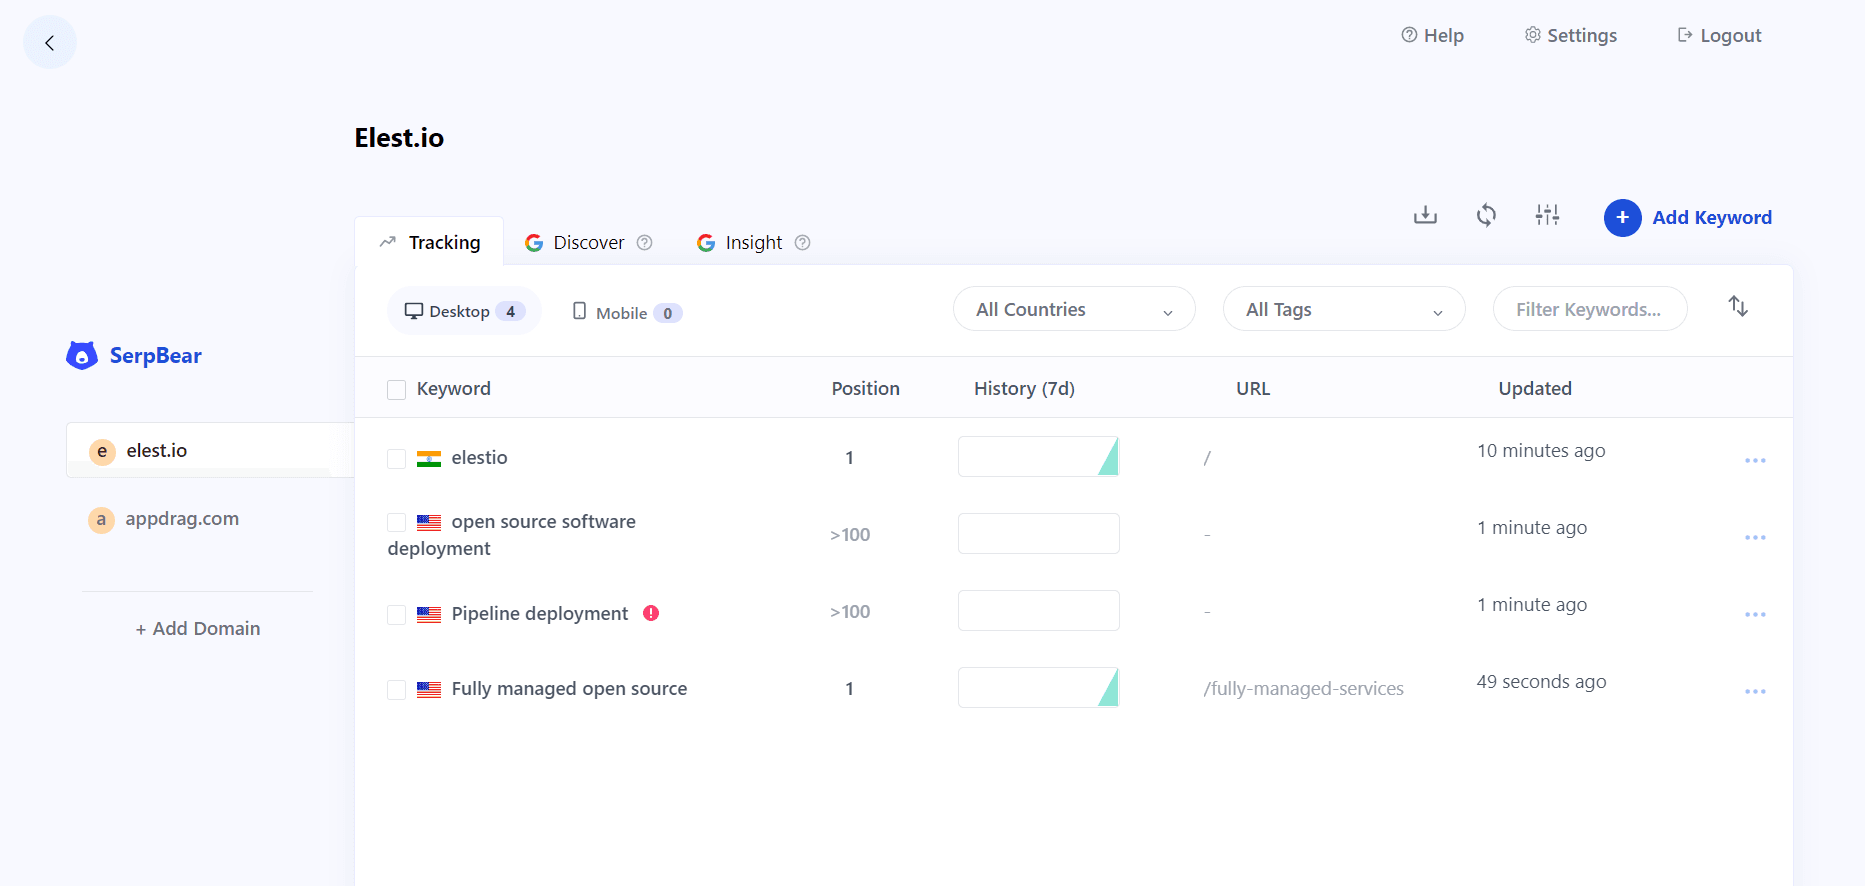 Help Settings Logout
Elest.io
Tracking Discover Insight
+ Add Keyword
Desktop 4 Mobile 0 All Countries All Tags Filter Keywords...
SerpBear
Keyword Position History (7d) URL Updated
e elest.io
a appdrag.com
+ Add Domain
elestio 1 / 10 minutes ago
open source software
deployment >100 - 1 minute ago
Pipeline deployment >100 - 1 minute ago
Fully managed open source 1 /fully-managed-services 49 seconds ago